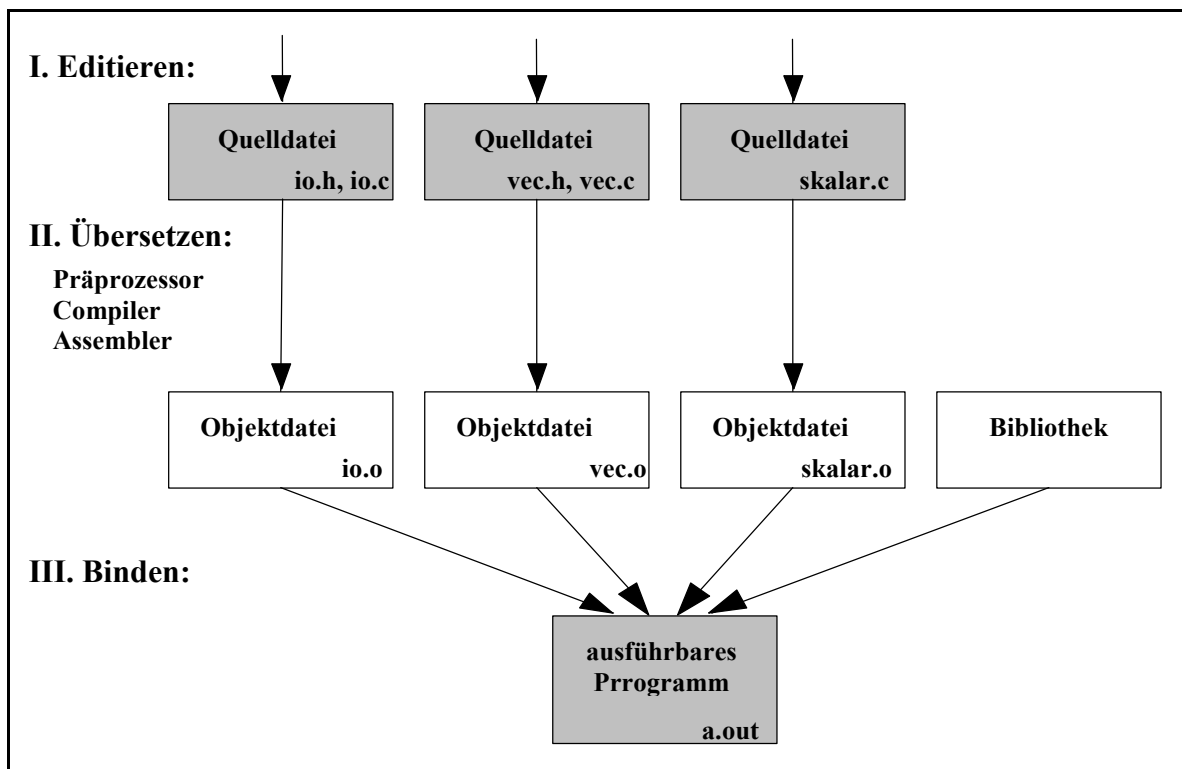 I. Editieren:
Quelldatei
io.h, io.c
Quelldatei
vec.h, vec.c
Quelldatei
skalar.c
II. Übersetzen:
Präprozessor
Compiler
Assembler
Objektdatei
io.o
Objektdatei
vec.o
Objektdatei
skalar.o
Bibliothek
III. Binden:
ausführbares
Prrogramm
a.out